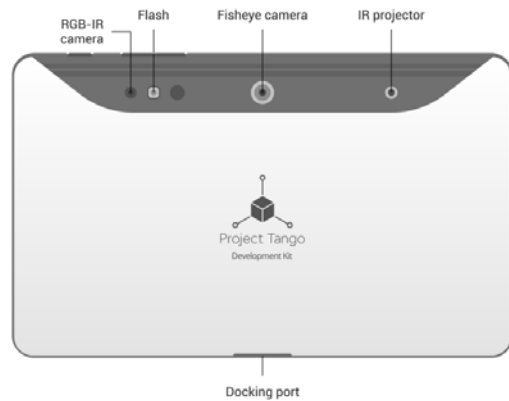 RGB-IR
camera
Flash
Fisheye camera
IR projector
Project Tango
Development Kit
Docking port